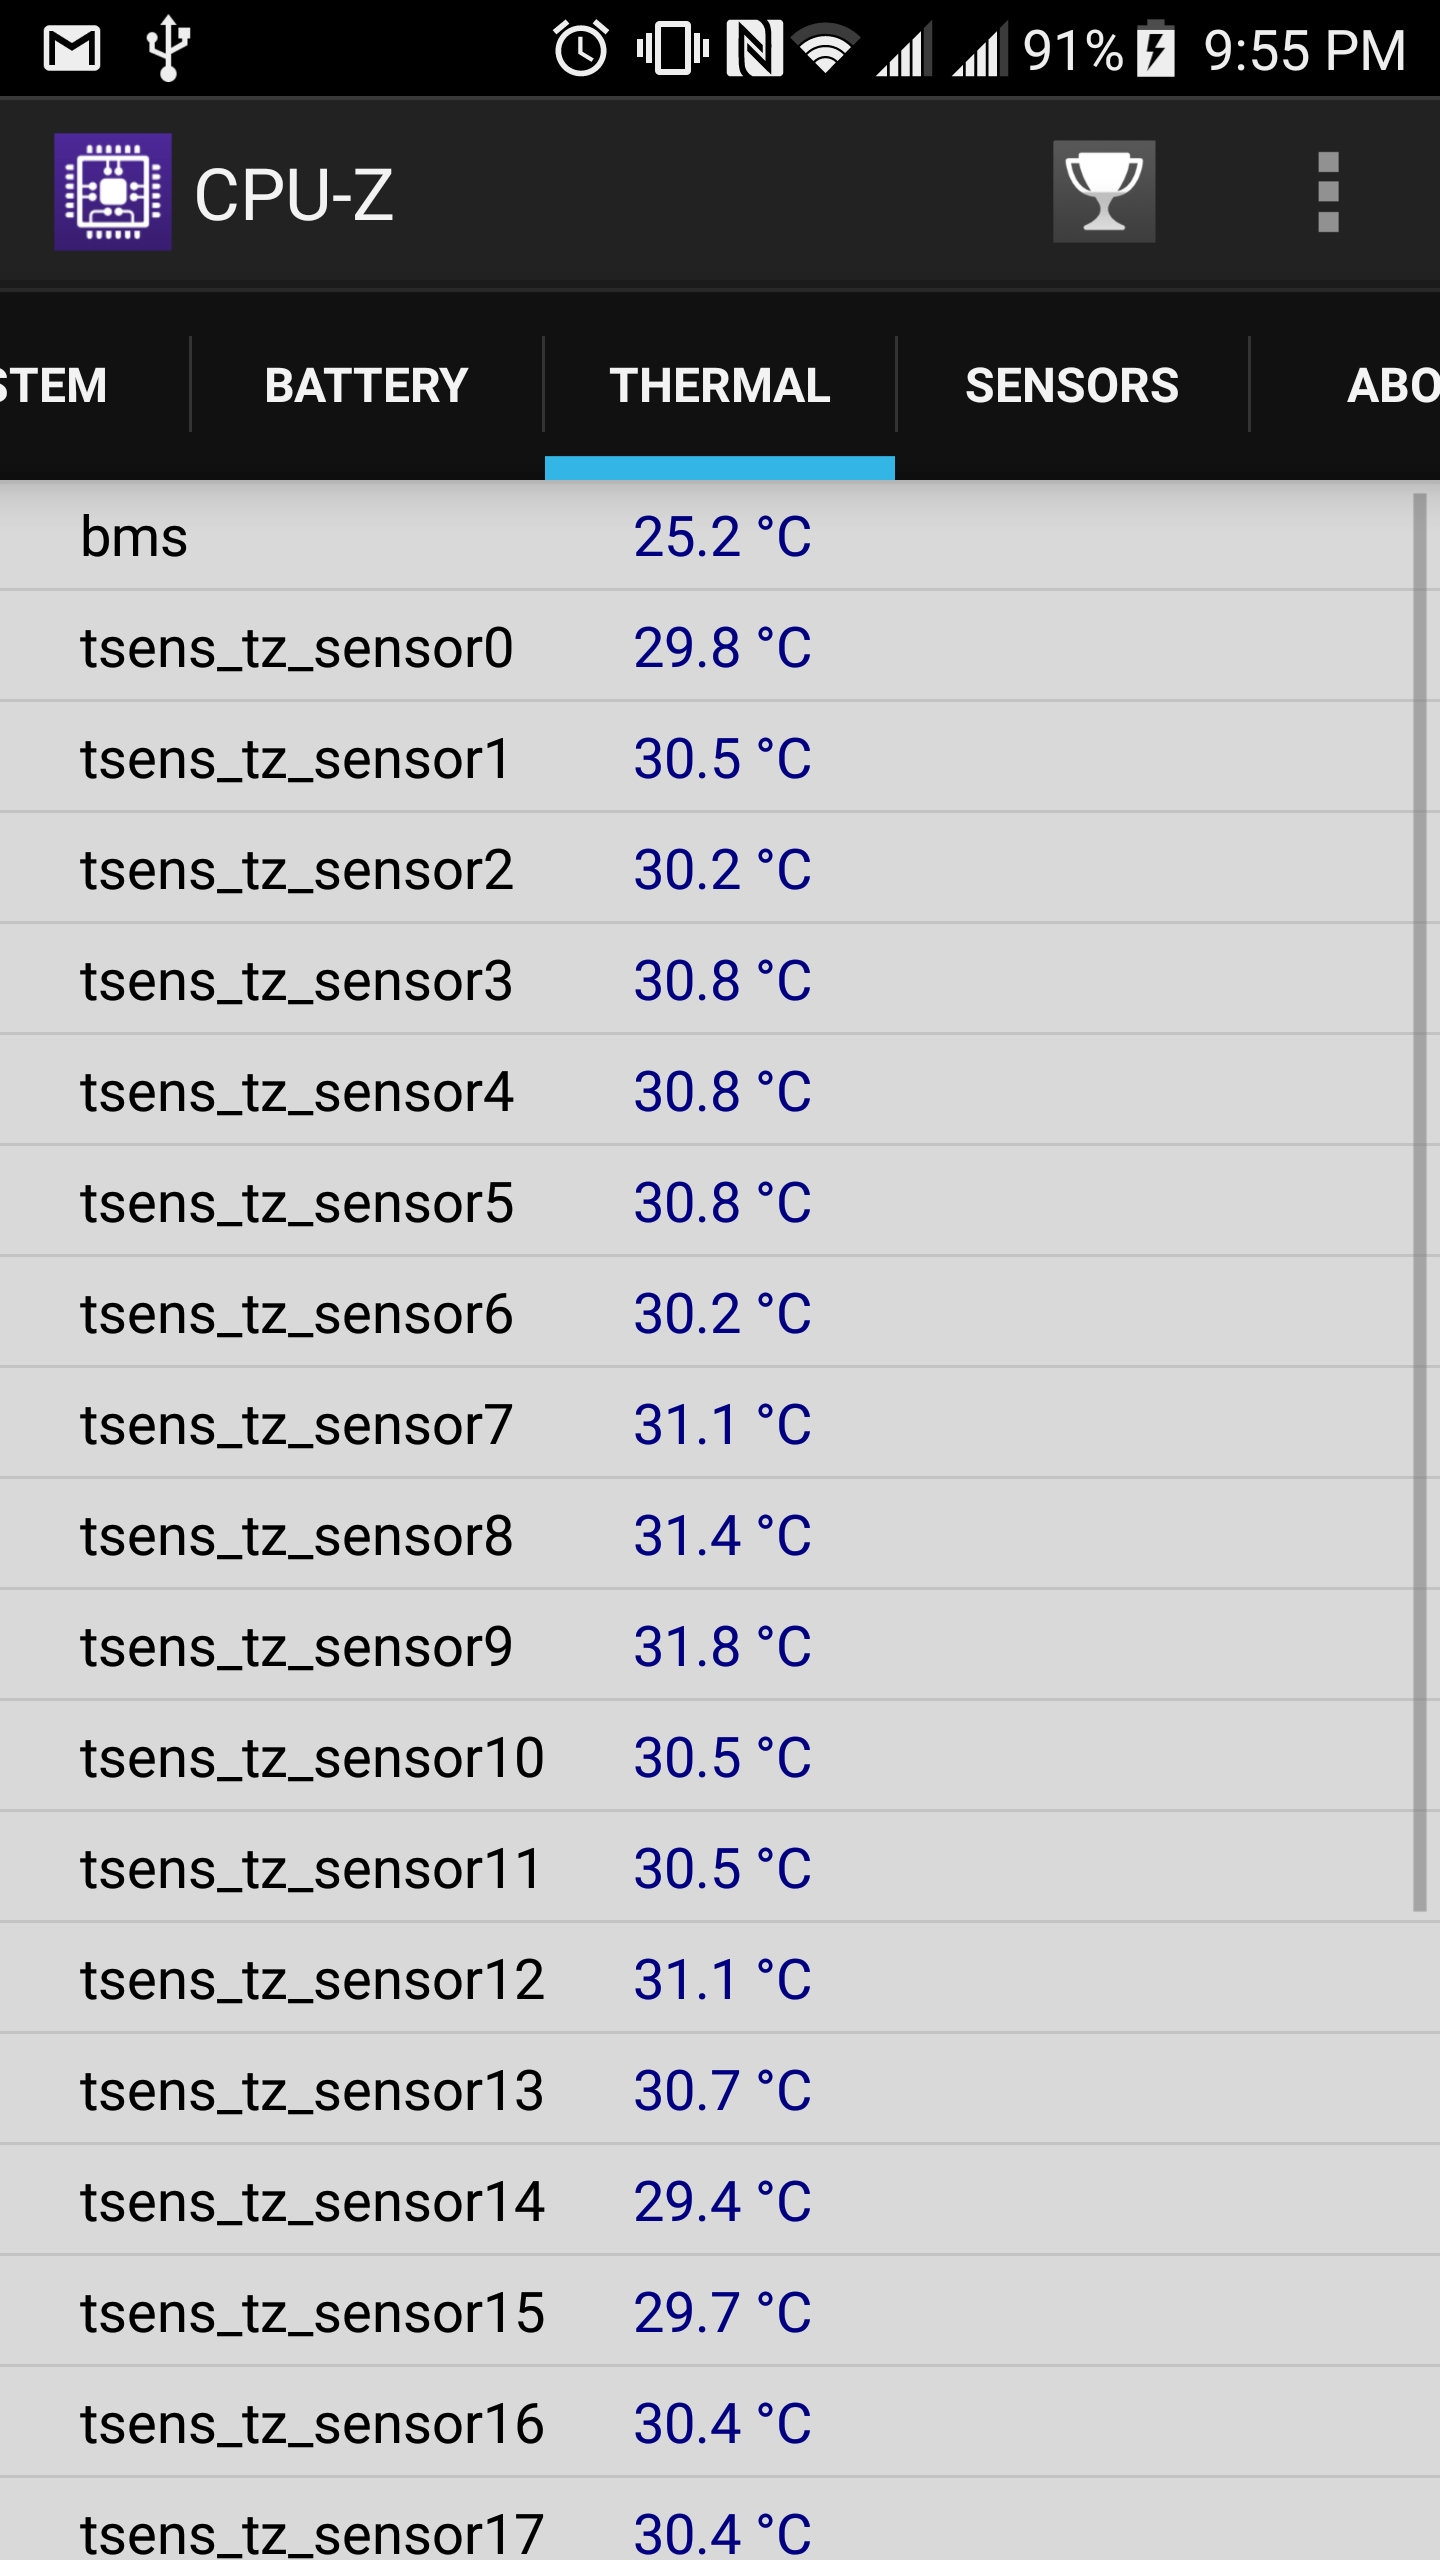 91% 9:55 PM
CPU-Z
STEM BATTERY THERMAL SENSORS ABO
bms 25.2 °C
tsens_tz_sensor0 29.8 °C
tsens_tz_sensor1 30.5 °C
tsens_tz_sensor2 30.2 °C
tsens_tz_sensor3 30.8 °C
tsens_tz_sensor4 30.8 °C
tsens_tz_sensor5 30.8 °C
tsens_tz_sensor6 30.2 °C
tsens_tz_sensor7 31.1 °C
tsens_tz_sensor8 31.4 °C
tsens_tz_sensor9 31.8 °C
tsens_tz_sensor10 30.5 °C
tsens_tz_sensor11 30.5 °C
tsens_tz_sensor12 31.1 °C
tsens_tz_sensor13 30.7 °C
tsens_tz_sensor14 29.4 °C
tsens_tz_sensor15 29.7 °C
tsens_tz_sensor16 30.4 °C
tsens_tz_sensor17 30.4 °C